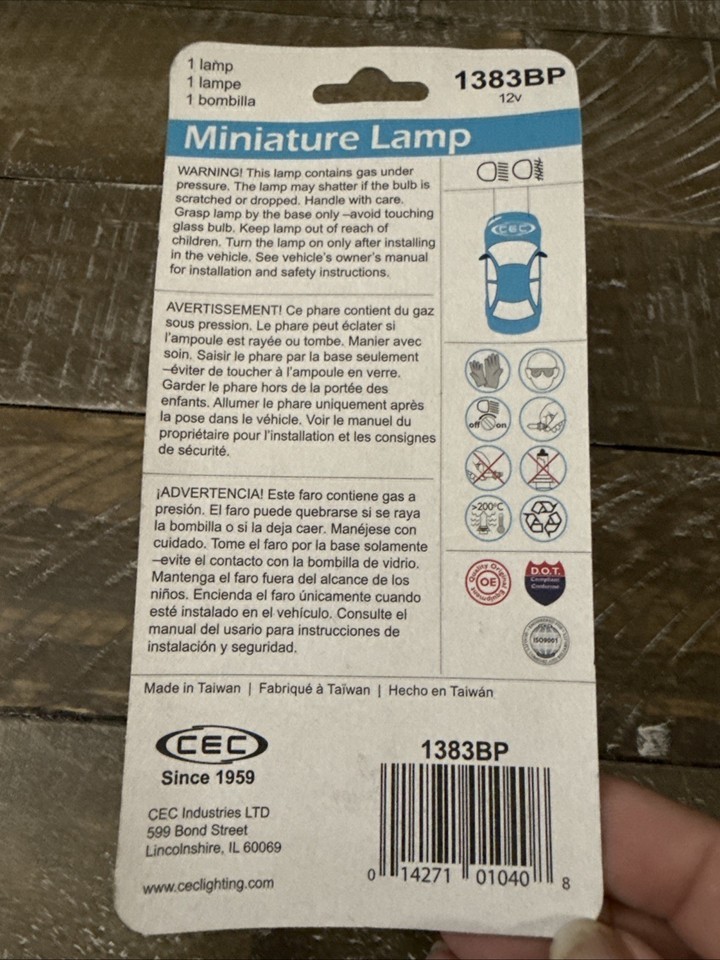 1 lamp
1 lampe
1 bombilla
1383BP
12v
Miniature Lamp
WARNING! This lamp contains gas under
pressure. The lamp may shatter if the bulb is
scratched or dropped. Handle with care.
Grasp lamp by the base only –avoid touching
glass bulb. Keep lamp out of reach of
children. Turn the lamp on only after installing
in the vehicle. See vehicle's owner's manual
for installation and safety instructions.
CEC
AVERTISSEMENT! Ce phare contient du gaz
sous pression. Le phare peut éclater si
l'ampoule est rayée ou tombe. Manier avec
soin. Saisir le phare par la base seulement
–éviter de toucher à l'ampoule en verre.
Garder le phare hors de la portée des
enfants. Allumer le phare uniquement après
la pose dans le véhicle. Voir le manuel du
propriétaire pour l'installation et les consignes
de sécurité.
off on
>200°C
¡ADVERTENCIA! Este faro contiene gas a
presión. El faro puede quebrarse si se raya
la bombilla o si la deja caer. Manéjese con
cuidado. Tome el faro por la base solamente
–evite el contacto con la bombilla de vidrio.
Mantenga el faro fuera del alcance de los
niños. Encienda el faro únicamente cuando
esté instalado en el vehículo. Consulte el
manual del usario para instrucciones de
instalación y seguridad.
Quality Original
OE
Equipment
D.O.T.
Compliant
Conforme
ISO9001
Made in Taiwan | Fabriqué à Taïwan | Hecho en Taiwán
CEC
Since 1959
CEC Industries LTD
599 Bond Street
Lincolnshire, IL 60069
www.ceclighting.com
1383BP
0 14271 01040 8